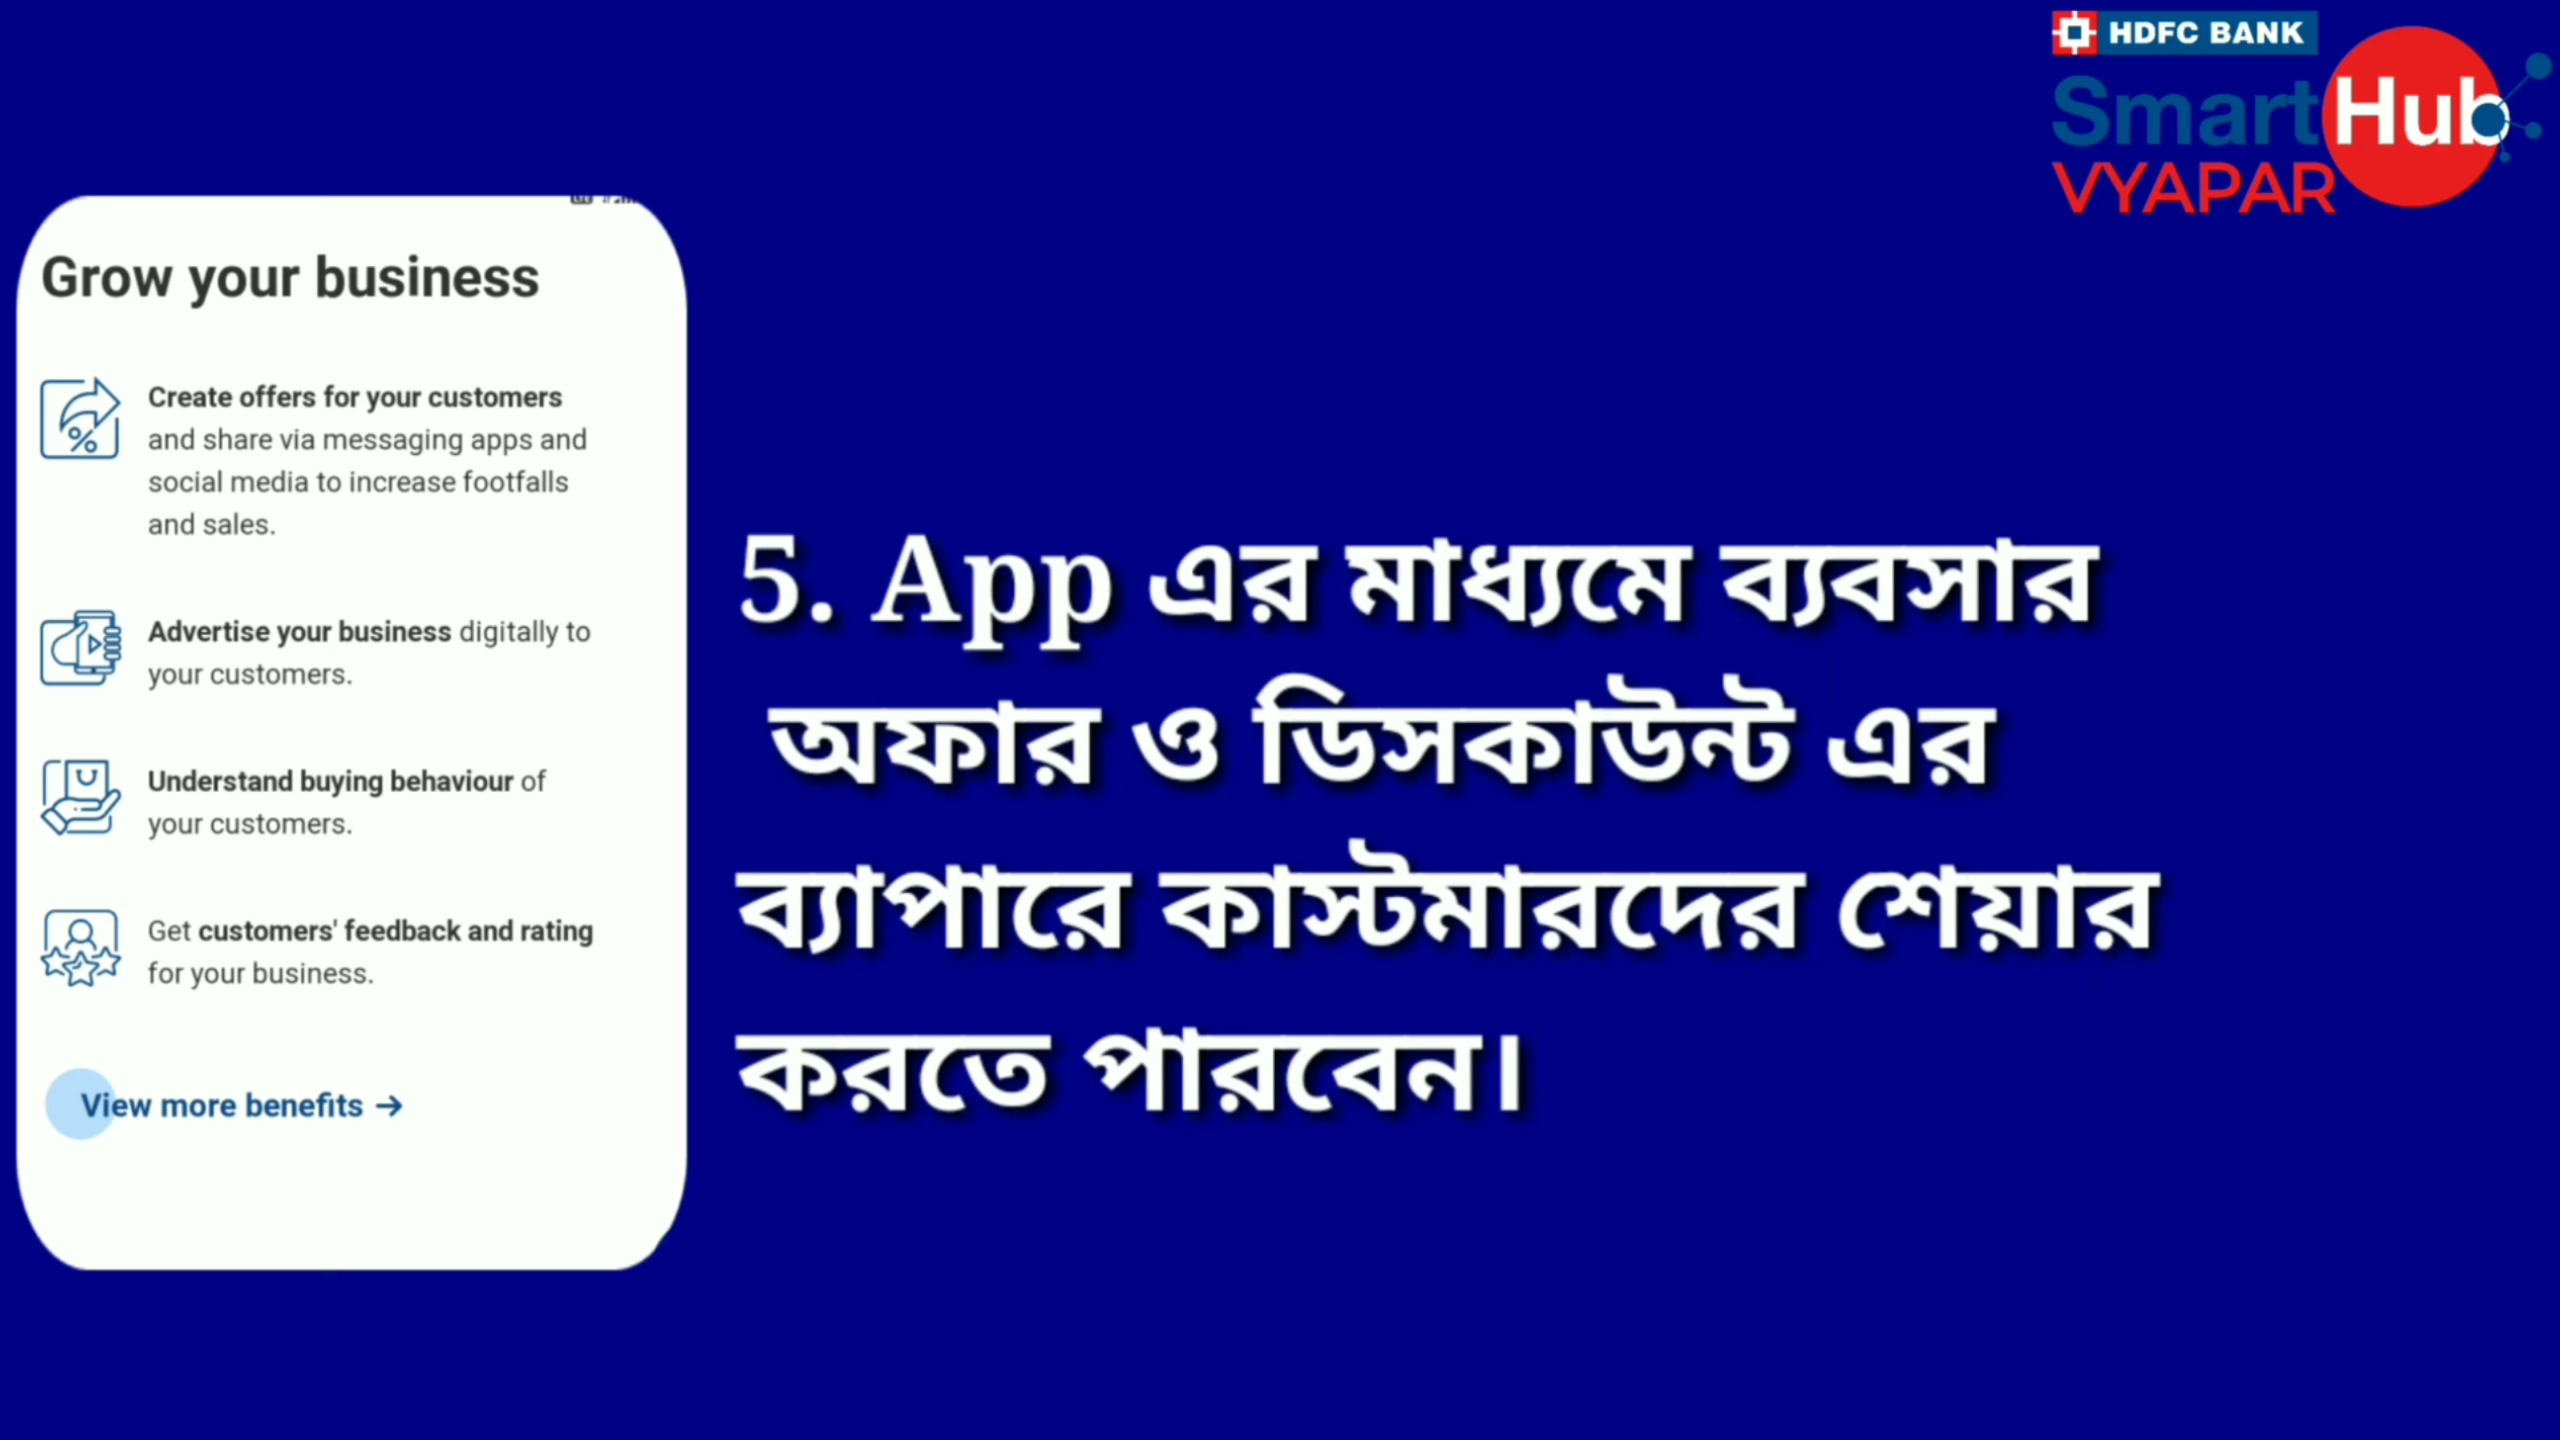 HDFC BANK
SmartHub
VYAPAR
Grow your business
Create offers for your customers
and share via messaging apps and
social media to increase footfalls
and sales.
Advertise your business digitally to
your customers.
Understand buying behaviour of
your customers.
Get customers' feedback and rating
for your business.
View more benefits →
5. App এর মাধ্যমে ব্যবসার
অফার ও ডিসকাউন্ট এর
ব্যাপারে কাস্টমারদের শেয়ার
করতে পারবেন।